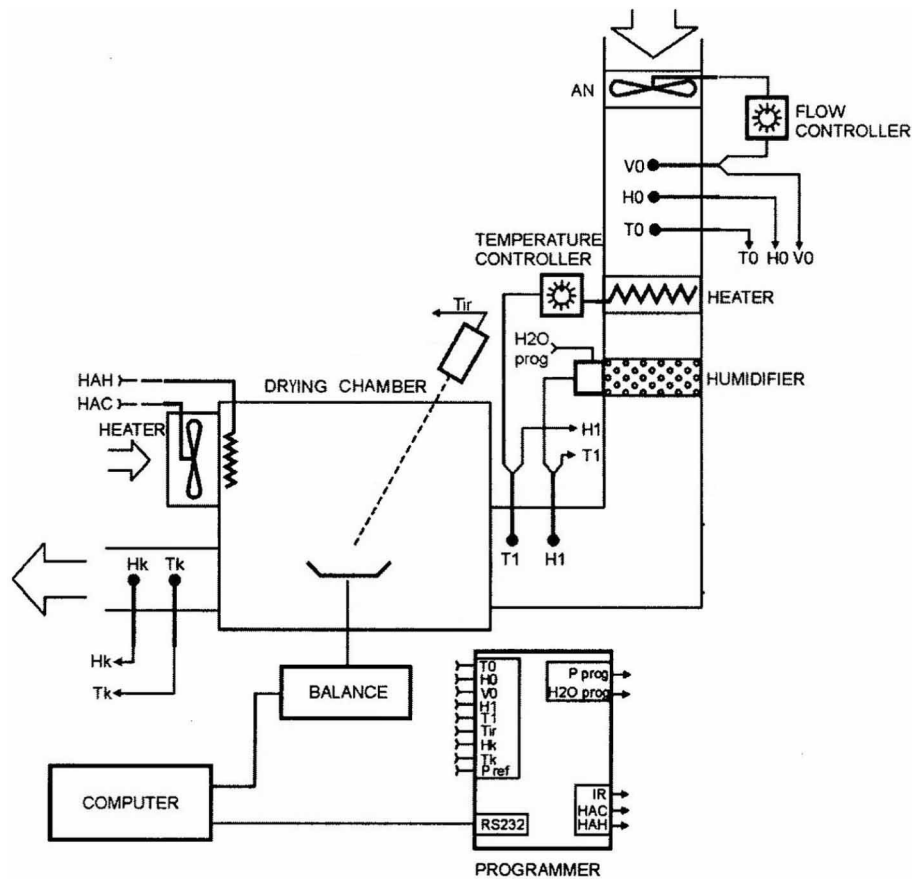 AN
FLOW
CONTROLLER
V0
H0
T0
T0 H0 V0
TEMPERATURE
CONTROLLER
HEATER
Tir
H2O
prog
HUMIDIFIER
HAH
HAC
DRYING CHAMBER
HEATER
H1
T1
T1 H1
Hk Tk
Hk
Tk
BALANCE
T0
H0
V0
H1
T1
Tir
Hk
Tk
P ref
P prog
H2O prog
COMPUTER
IR
HAC
HAH
RS232
PROGRAMMER